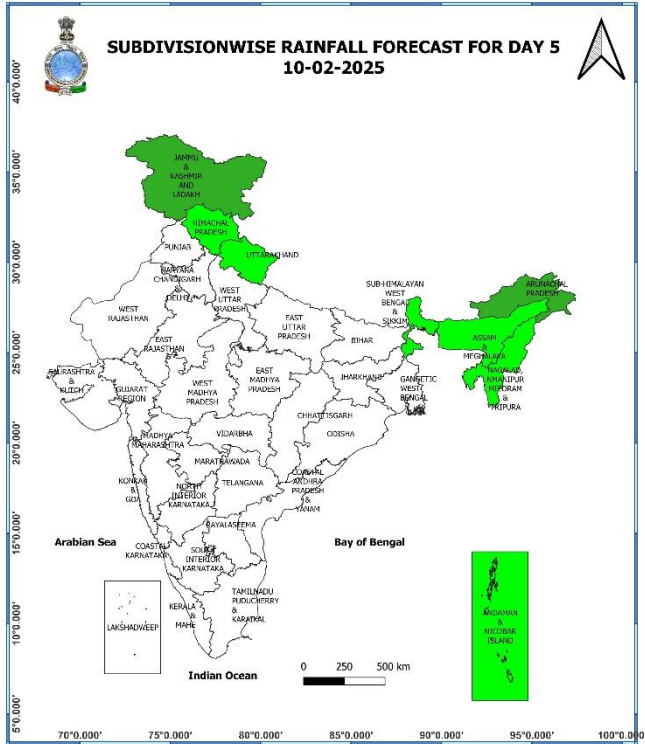 SUBDIVISIONWISE RAINFALL FORECAST FOR DAY 5
10-02-2025
40°0.000'
35°0.000'
30°0.000'
25°0.000'
20°0.000'
15°0.000'
10°0.000'
5°0.000'
JAMMU
&
KASHMIR
AND
LADAKH
HIMACHAL
PRADESH
UTTARAKHAND
PUNJAB
HARYANA
CHANDIGARH
&
DELHI
WEST
UTTAR
PRADESH
WEST
RAJASTHAN
EAST
RAJASTHAN
EAST
UTTAR
PRADESH
SUB-HIMALAYAN
WEST
BENGAL
&
SIKKIM
ARUNACHAL
PRADESH
ASSAM
&
MEGHALAYA
BIHAR
SAURASHTRA
&
KUTCH
GUJARAT
REGION
WEST
MADHYA
PRADESH
EAST
MADHYA
PRADESH
JHARKHAND
GANGETIC
WEST
BENGAL
MIZORAM
&
TRIPURA
CHHATTISGARH
ODISHA
MADHYA
MAHARASHTRA
VIDARBHA
MARATHWADA
TELANGANA
KONKAN
&
GOA
NORTH
INTERIOR
KARNATAKA
COASTAL
ANDHRA
PRADESH
&
YANAM
RAYALASEEMA
Arabian Sea
Bay of Bengal
COASTAL
KARNATAKA
SOUTH
INTERIOR
KARNATAKA
LAKSHADWEEP
KERALA
&
MAHE
TAMILNADU
PUDUCHERRY
&
KARAIKAL
ANDAMAN
&
NICOBAR
ISLAND
Indian Ocean
0 250 500 km
70°0.000' 75°0.000' 80°0.000' 85°0.000' 90°0.000' 95°0.000' 100°0.000'